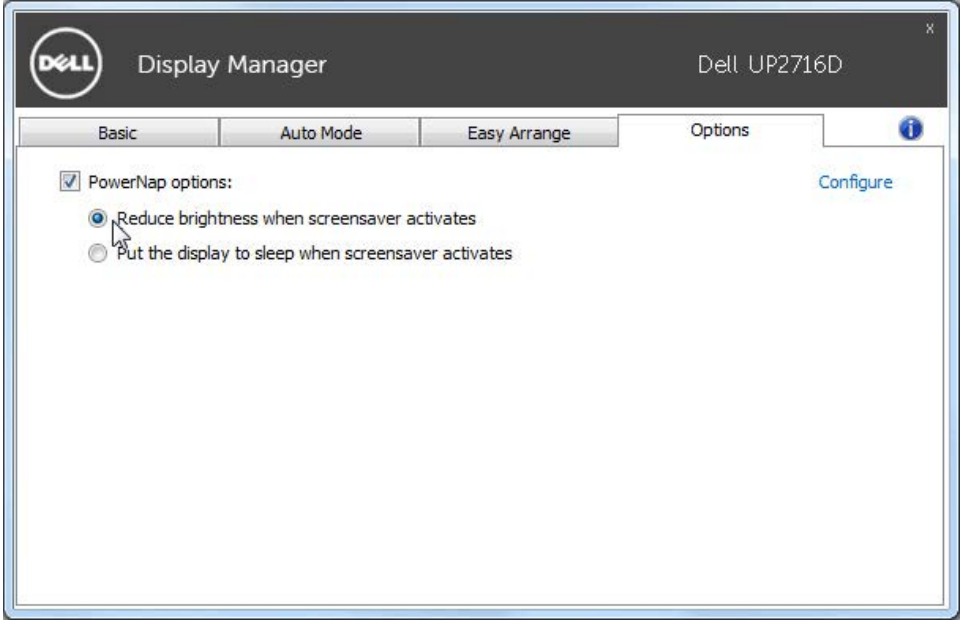 DELL Display Manager Dell UP2716D x
Basic Auto Mode Easy Arrange Options i
PowerNap options: Configure
Reduce brightness when screensaver activates
Put the display to sleep when screensaver activates